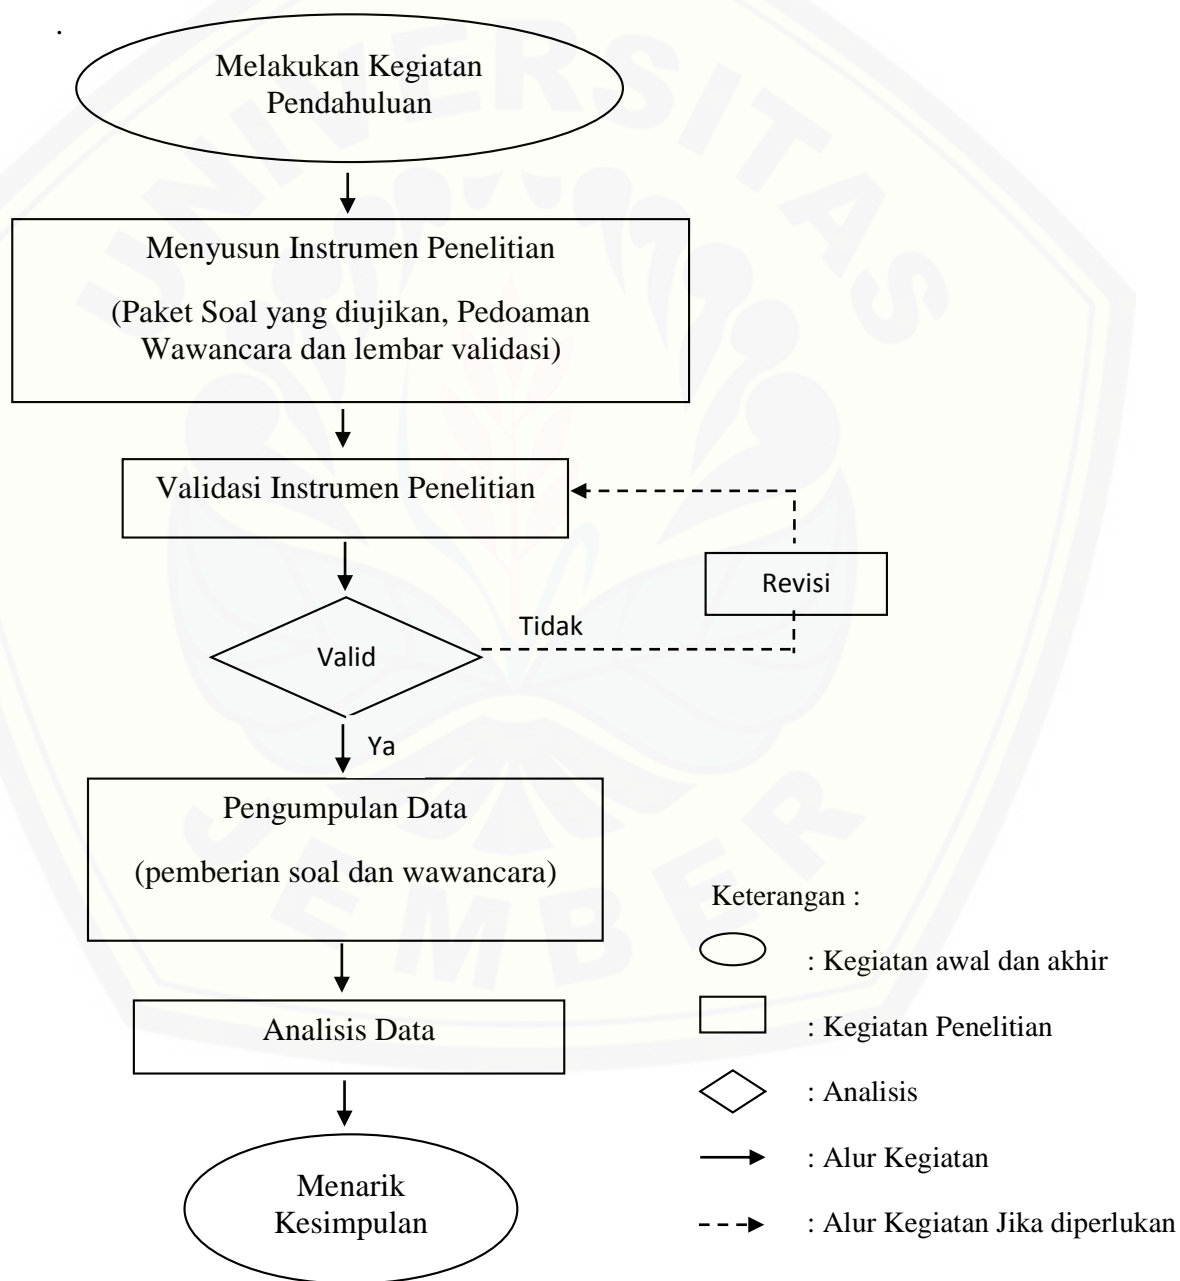 .
Melakukan Kegiatan
Pendahuluan
Menyusun Instrumen Penelitian
(Paket Soal yang diujikan, Pedoaman
Wawancara dan lembar validasi)
Validasi Instrumen Penelitian
Revisi
Tidak
Valid
Ya
Pengumpulan Data
(pemberian soal dan wawancara)
Analisis Data
Menarik
Kesimpulan
Keterangan :
: Kegiatan awal dan akhir
: Kegiatan Penelitian
: Analisis
: Alur Kegiatan
: Alur Kegiatan Jika diperlukan
UNIVERSITAS
JEMBER